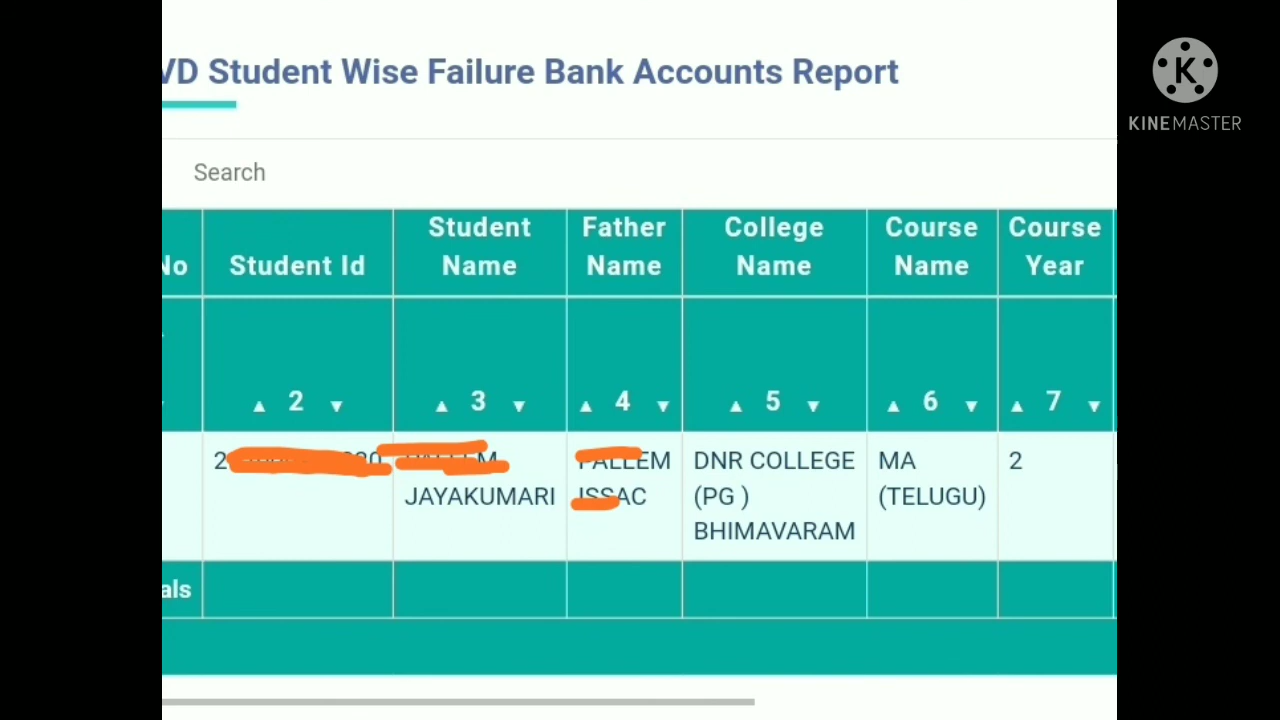 VD Student Wise Failure Bank Accounts Report
KINEMASTER
Search
No Student Id Student Name Father Name College Name Course Name Course Year
▲ 2 ▼ ▲ 3 ▼ ▲ 4 ▼ ▲ 5 ▼ ▲ 6 ▼ ▲ 7 ▼
2 JAYAKUMARI DNR COLLEGE (PG ) BHIMAVARAM MA (TELUGU) 2
als